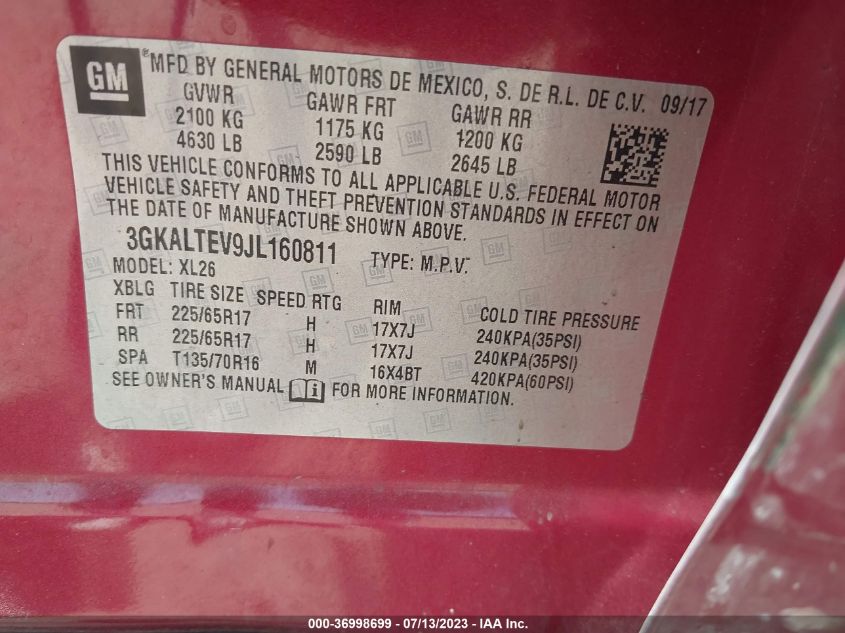 GM
® MFD BY GENERAL MOTORS DE MEXICO, S. DE R.L. DE C.V. 09/17
GVWR GAWR FRT GAWR RR
2100 KG 1175 KG 1200 KG
4630 LB 2590 LB 2645 LB
THIS VEHICLE CONFORMS TO ALL APPLICABLE U.S. FEDERAL MOTOR
VEHICLE SAFETY AND THEFT PREVENTION STANDARDS IN EFFECT ON
THE DATE OF MANUFACTURE SHOWN ABOVE.
3GKALTEV9JL160811 TYPE: M.P.V.
MODEL: XL26
XBLG TIRE SIZE SPEED RTG RIM COLD TIRE PRESSURE
FRT 225/65R17 H 17X7J 240KPA(35PSI)
RR 225/65R17 H 17X7J 240KPA(35PSI)
SPA T135/70R16 M 16X4BT 420KPA(60PSI)
SEE OWNER'S MANUAL FOR MORE INFORMATION.
000-36998699 - 07/13/2023 - IAA Inc.